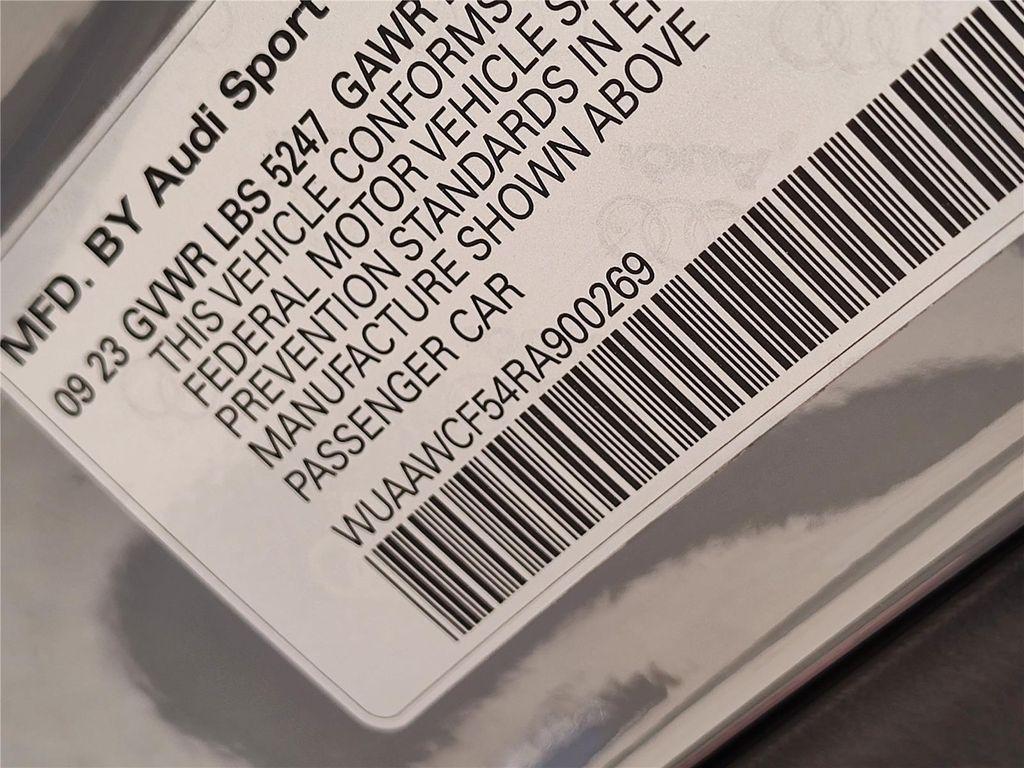 MFD. BY Audi Sport
09 23 GVWR LBS 5247 GAWR
THIS VEHICLE CONFORMS
FEDERAL MOTOR VEHICLE
PREVENTION STANDARDS IN
MANUFACTURE SHOWN ABOVE
PASSENGER CAR
WUAAWCF54RA900269
Audi